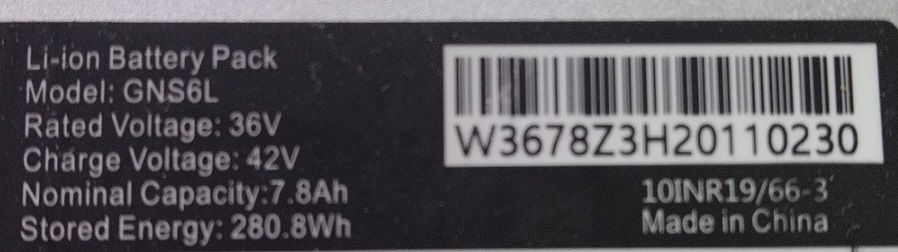 Li-ion Battery Pack
Model: GNS6L
Rated Voltage: 36V
Charge Voltage: 42V
Nominal Capacity:7.8Ah
Stored Energy: 280.8Wh
W3678Z3H20110230
10INR19/66-3
Made in China